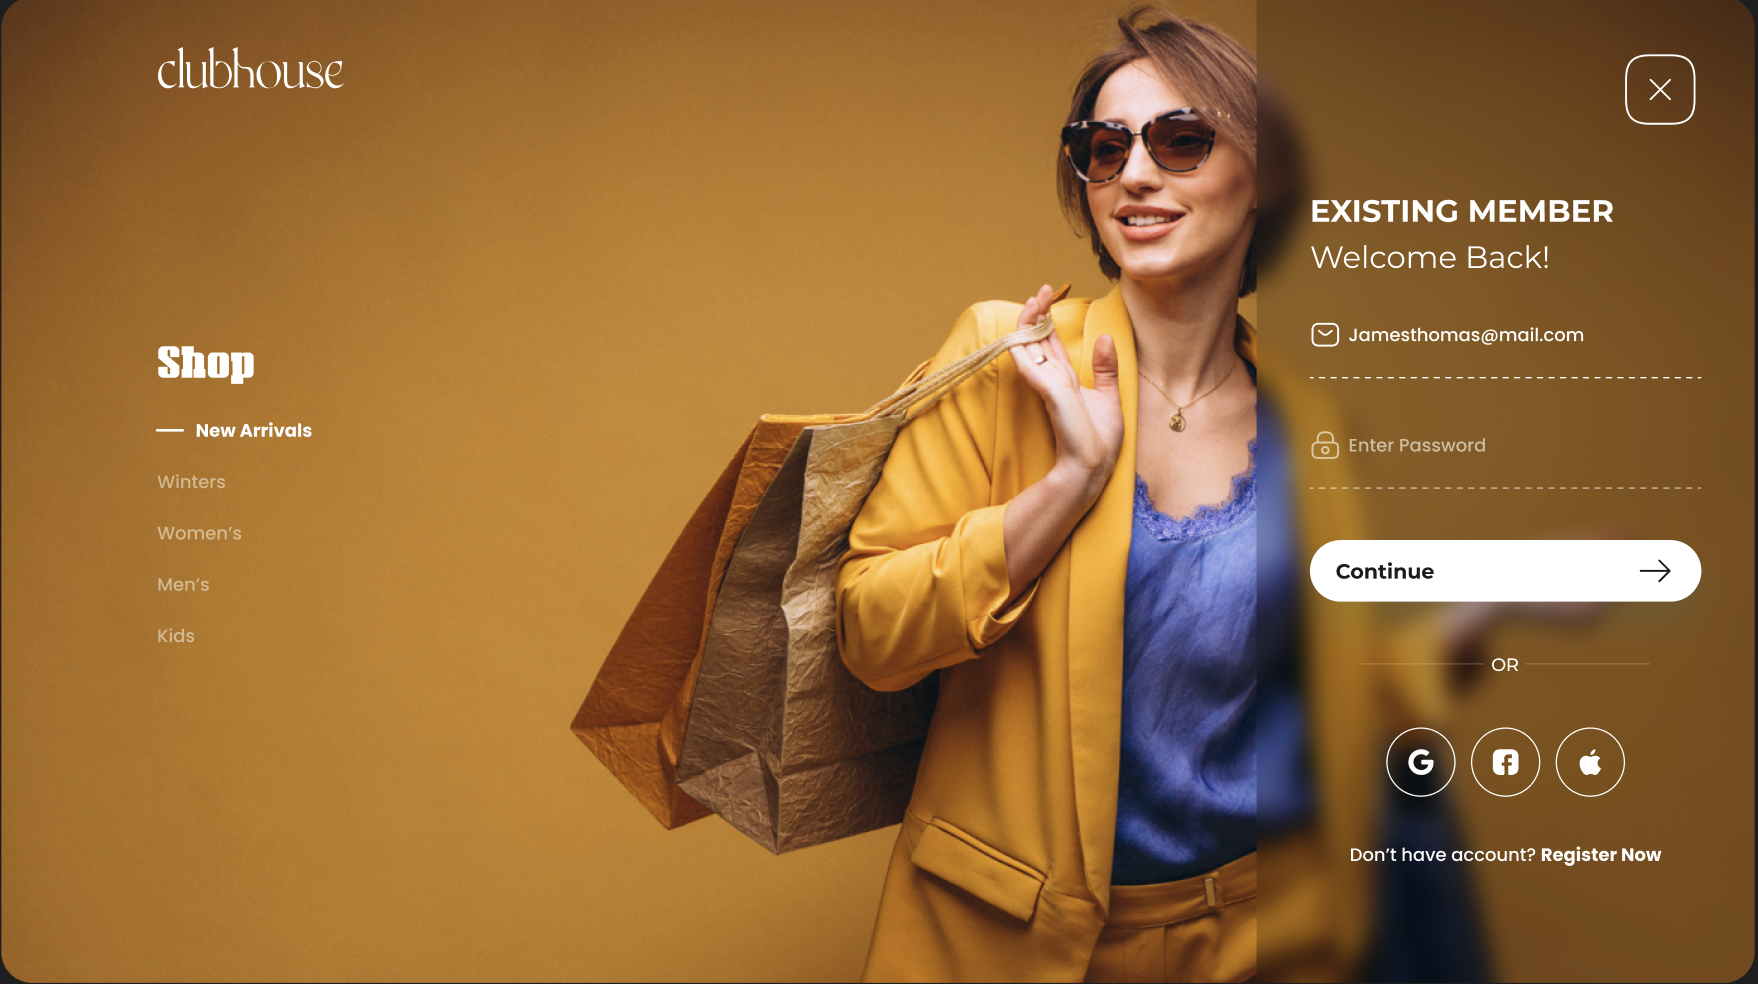 clubhouse
Shop
New Arrivals
Winters
Women’s
Men’s
Kids
EXISTING MEMBER
Welcome Back!
Jamesthomas@mail.com
Enter Password
Continue
OR
Don’t have account? Register Now